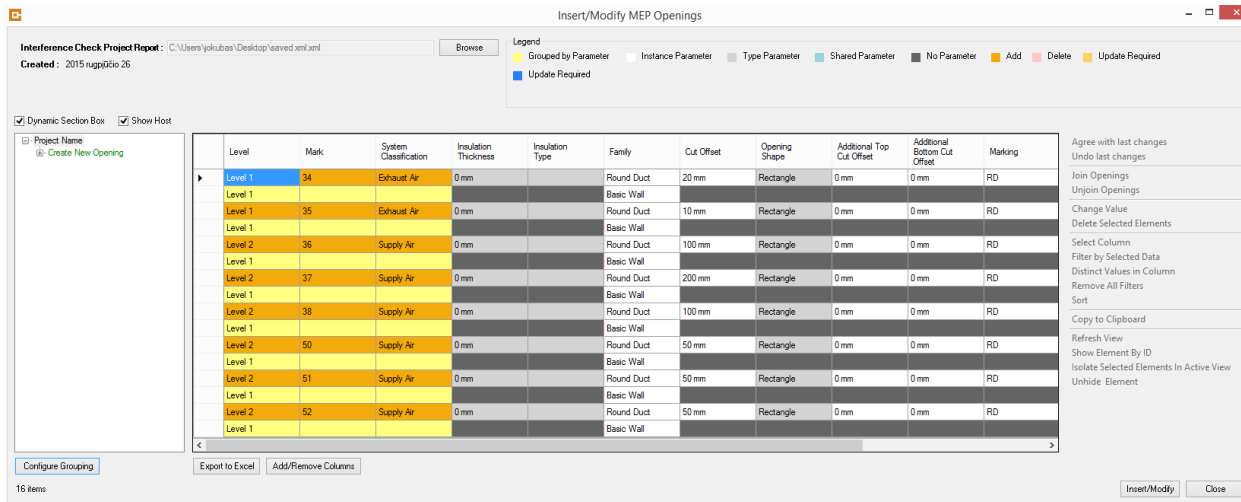 Insert/Modify MEP Openings
Interference Check Project Report : C:\Users\jokubas\Desktop\saved xml.xml Browse
Created : 2015 rugpjūčio 26
Legend
Grouped by Parameter Instance Parameter Type Parameter Shared Parameter No Parameter Add Delete Update Required
Update Required
Dynamic Section Box Show Host
Project Name
Create New Opening
Level Mark System Classification Insulation Thickness Insulation Type Family Cut Offset Opening Shape Additional Top Cut Offset Additional Bottom Cut Offset Marking
Level 1 34 Exhaust Air 0 mm Round Duct 20 mm Rectangle 0 mm 0 mm RD
Level 1 Basic Wall
Level 1 35 Exhaust Air 0 mm Round Duct 10 mm Rectangle 0 mm 0 mm RD
Level 1 Basic Wall
Level 2 36 Supply Air 0 mm Round Duct 100 mm Rectangle 0 mm 0 mm RD
Level 1 Basic Wall
Level 2 37 Supply Air 0 mm Round Duct 200 mm Rectangle 0 mm 0 mm RD
Level 1 Basic Wall
Level 2 38 Supply Air 0 mm Round Duct 100 mm Rectangle 0 mm 0 mm RD
Level 1 Basic Wall
Level 2 50 Supply Air 0 mm Round Duct 50 mm Rectangle 0 mm 0 mm RD
Level 1 Basic Wall
Level 2 51 Supply Air 0 mm Round Duct 50 mm Rectangle 0 mm 0 mm RD
Level 1 Basic Wall
Level 2 52 Supply Air 0 mm Round Duct 50 mm Rectangle 0 mm 0 mm RD
Level 1 Basic Wall
Agree with last changes
Undo last changes
Join Openings
Unjoin Openings
Change Value
Delete Selected Elements
Select Column
Filter by Selected Data
Distinct Values in Column
Remove All Filters
Sort
Copy to Clipboard
Refresh View
Show Element By ID
Isolate Selected Elements In Active View
Unhide Element
Configure Grouping Export to Excel Add/Remove Columns
16 items Insert/Modify Close